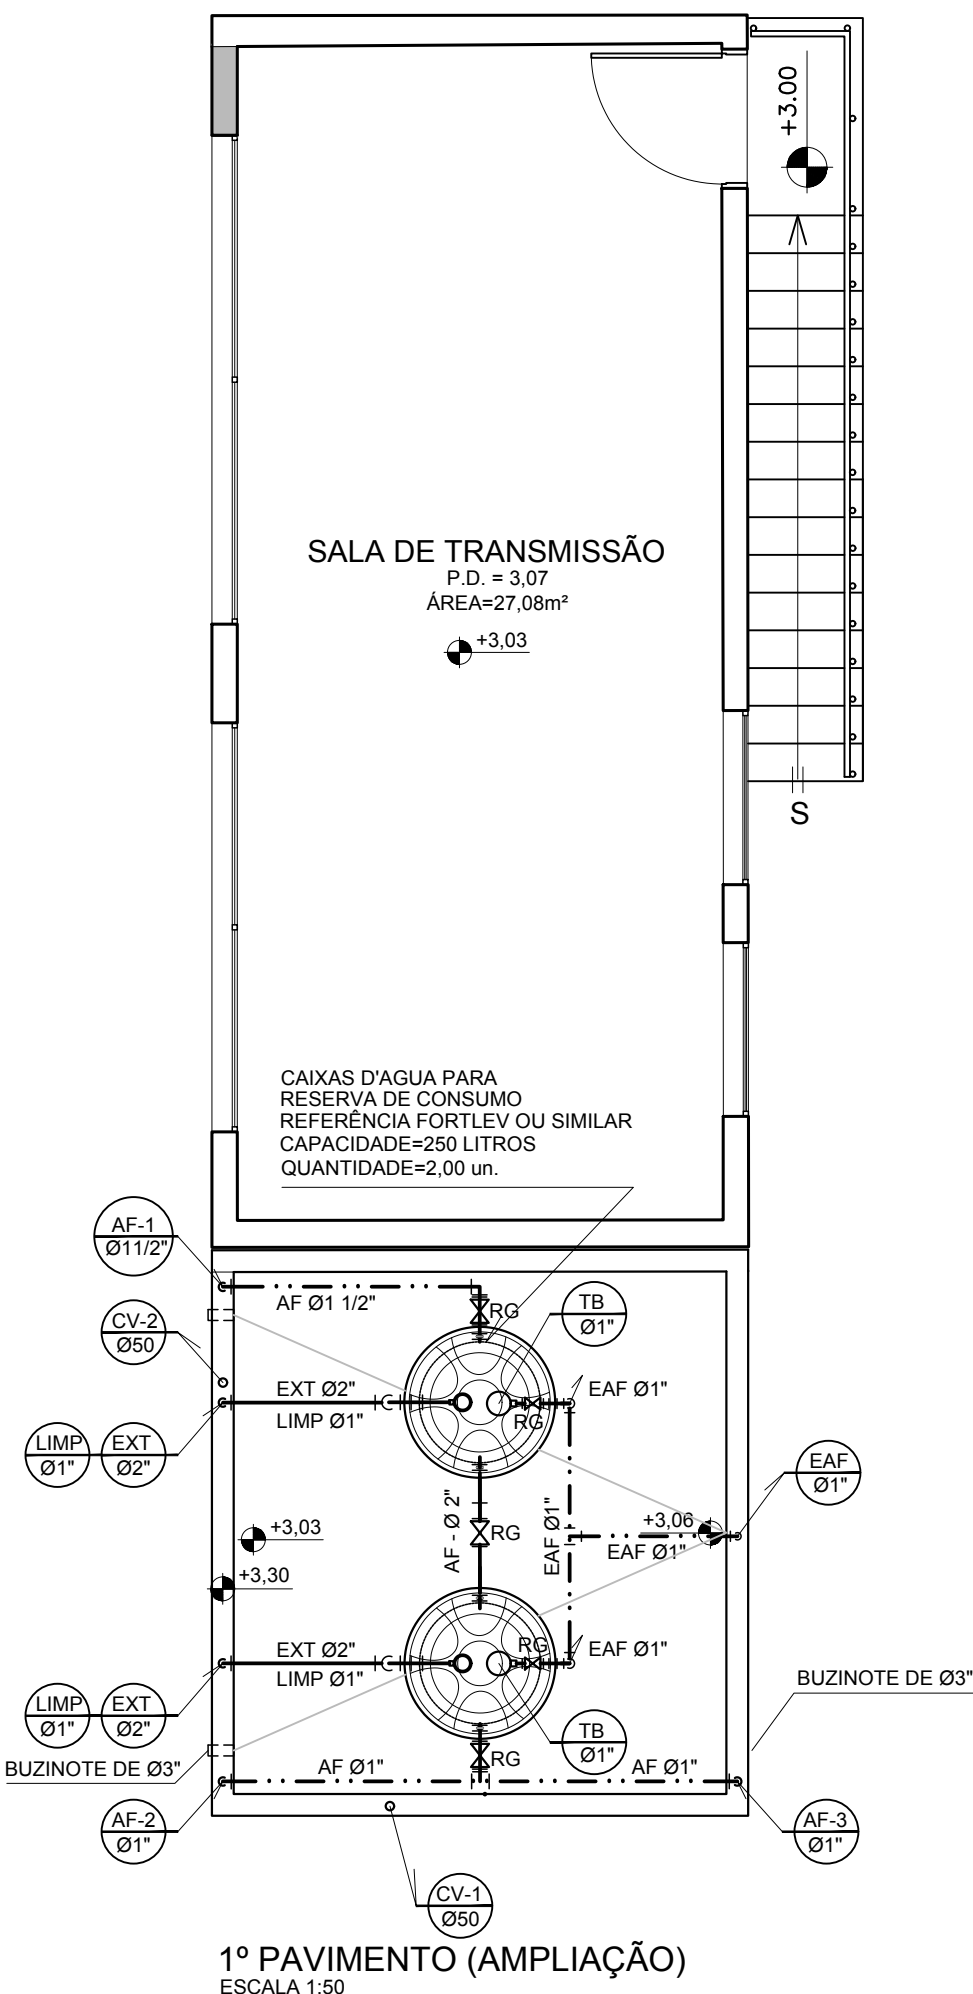 +3.00
SALA DE TRANSMISSÃO
P.D. = 3,07
ÁREA=27,08m²
+3,03
S
CAIXAS D'AGUA PARA
RESERVA DE CONSUMO
REFERÊNCIA FORTLEV OU SIMILAR
CAPACIDADE=250 LITROS
QUANTIDADE=2,00 un.
AF-1
Ø11/2"
AF Ø1 1/2"
RG
TB
Ø1"
CV-2
Ø50
EXT Ø2"
LIMP Ø1"
RG
EAF Ø1"
LIMP
Ø1"
EXT
Ø2"
EAF
Ø1"
AF - Ø 2"
RG
EAF Ø1"
+3,06
EAF Ø1"
+3,03
+3,30
EXT Ø2"
LIMP Ø1"
RG
EAF Ø1"
LIMP
Ø1"
EXT
Ø2"
BUZINOTE DE Ø3"
TB
Ø1"
RG
BUZINOTE DE Ø3"
AF Ø1"
AF Ø1"
AF-2
Ø1"
AF-3
Ø1"
CV-1
Ø50
1º PAVIMENTO (AMPLIAÇÃO)
ESCALA 1:50